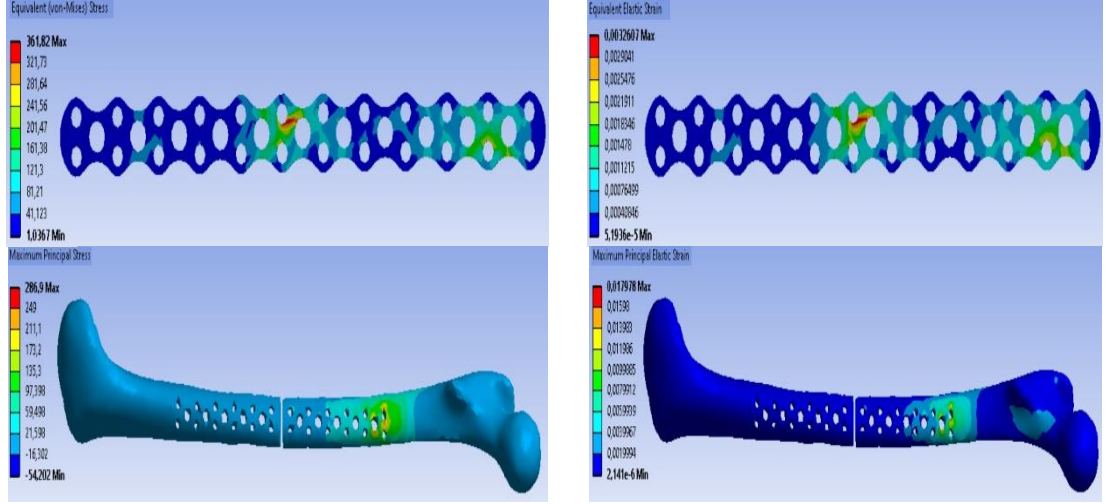 Equivalent (von-Mises) Stress
361,82 Max
321,73
281,64
241,56
201,47
161,38
121,3
81,21
41,123
1,0367 Min
Equivalent Elastic Strain
0,0032607 Max
0,0029041
0,0025476
0,0021911
0,0018346
0,001478
0,0011215
0,00076499
0,00040846
5,1936e-5 Min
Maximum Principal Stress
286,9 Max
249
211,1
173,2
135,3
97,398
59,498
21,598
-16,302
-54,202 Min
Maximum Principal Elastic Strain
0,017978 Max
0,01598
0,013983
0,011986
0,0099885
0,0079912
0,0059939
0,0039967
0,0019994
2,141e-6 Min